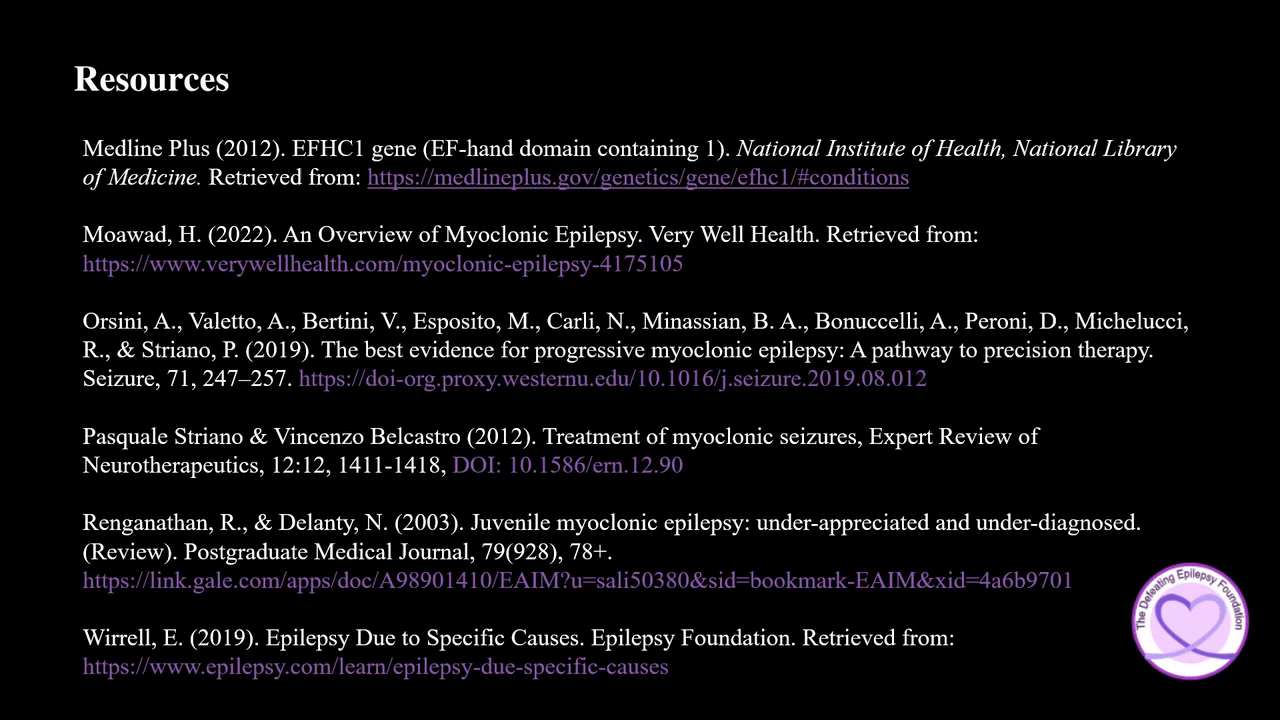 Resources
Medline Plus (2012). EFHC1 gene (EF-hand domain containing 1). National Institute of Health, National Library
of Medicine. Retrieved from: https://medlineplus.gov/genetics/gene/efhc1/#conditions
Moawad, H. (2022). An Overview of Myoclonic Epilepsy. Very Well Health. Retrieved from:
https://www.verywellhealth.com/myoclonic-epilepsy-4175105
Orsini, A., Valetto, A., Bertini, V., Esposito, M., Carli, N., Minassian, B. A., Bonuccelli, A., Peroni, D., Michelucci,
R., & Striano, P. (2019). The best evidence for progressive myoclonic epilepsy: A pathway to precision therapy.
Seizure, 71, 247–257. https://doi-org.proxy.westernu.edu/10.1016/j.seizure.2019.08.012
Pasquale Striano & Vincenzo Belcastro (2012). Treatment of myoclonic seizures, Expert Review of
Neurotherapeutics, 12:12, 1411-1418, DOI: 10.1586/ern.12.90
Renganathan, R., & Delanty, N. (2003). Juvenile myoclonic epilepsy: under-appreciated and under-diagnosed.
(Review). Postgraduate Medical Journal, 79(928), 78+.
https://link.gale.com/apps/doc/A98901410/EAIM?u=sali50380&sid=bookmark-EAIM&xid=4a6b9701
Wirrell, E. (2019). Epilepsy Due to Specific Causes. Epilepsy Foundation. Retrieved from:
https://www.epilepsy.com/learn/epilepsy-due-specific-causes
The Defeating Epilepsy Foundation